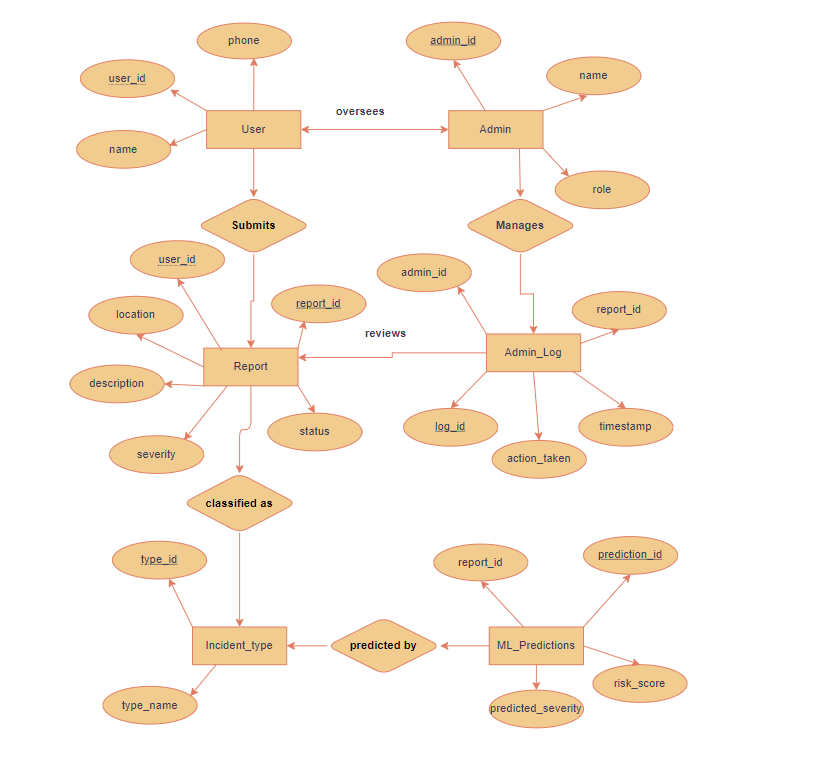 phone
admin_id
user_id
name
oversees
User
Admin
name
role
Submits
Manages
user_id
admin_id
location
report_id
report_id
reviews
Report
Admin_Log
description
status
log_id
timestamp
severity
action_taken
classified as
type_id
report_id
prediction_id
Incident_type
predicted by
ML_Predictions
risk_score
type_name
predicted_severity